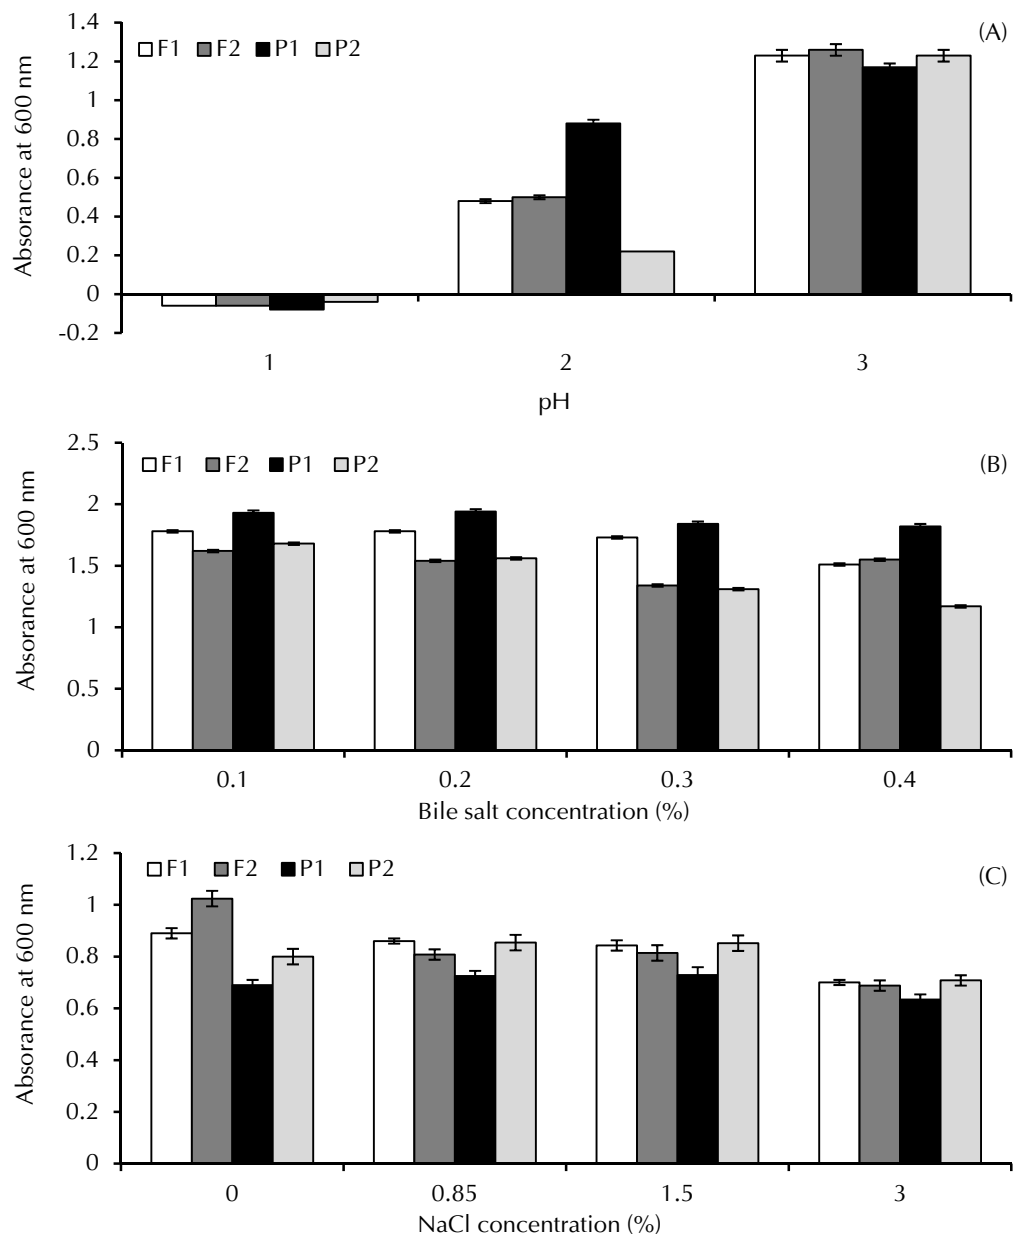 1.4
(A)
F1 F2 P1 P2
1.2
1
0.8
0.6
0.4
0.2
0
-0.2
Absorance at 600 nm
1 2 3
pH
2.5
(B)
F1 F2 P1 P2
2
1.5
1
0.5
0
Absorance at 600 nm
0.1 0.2 0.3 0.4
Bile salt concentration (%)
1.2
F1 F2 P1 P2
(C)
1
0.8
0.6
0.4
0.2
0
Absorance at 600 nm
0 0.85 1.5 3
NaCl concentration (%)